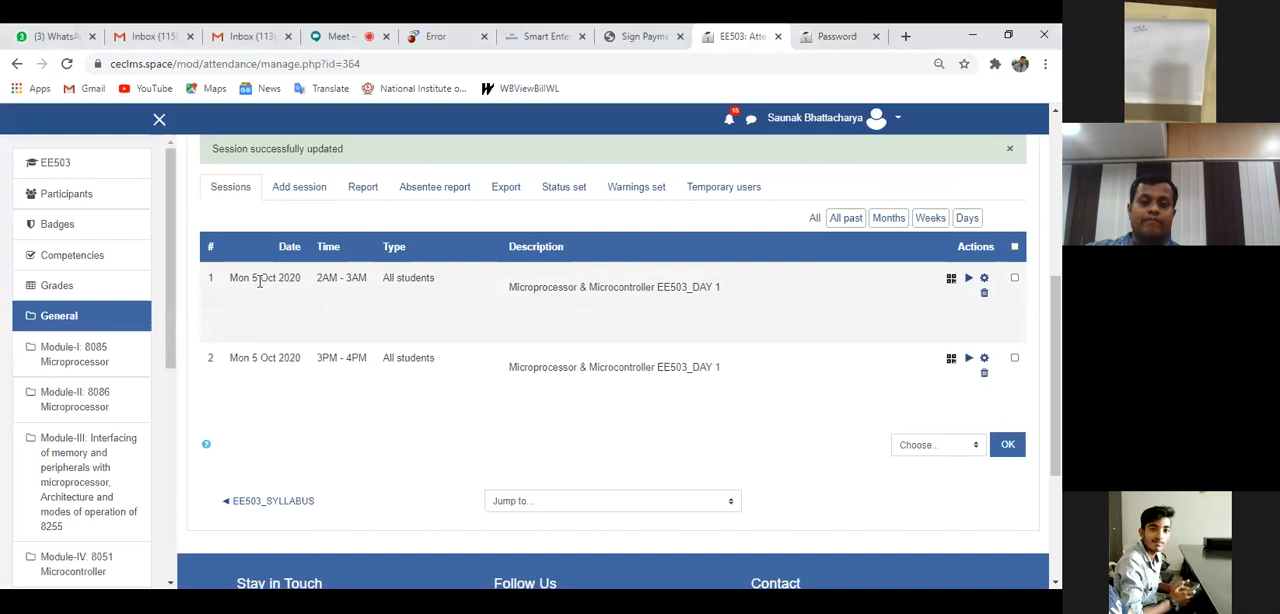 (3) WhatsA
Inbox (115)
Inbox (113)
Meet –
Error
Smart Ente
Sign Payme
EE503: Atte
Password
ceclms.space/mod/attendance/manage.php?id=364
Apps
Gmail
YouTube
Maps
News
Translate
National Institute o...
WBViewBillWL
15
Saunak Bhattacharya
EE503
Participants
Badges
Competencies
Grades
General
Module-I: 8085
Microprocessor
Module-II: 8086
Microprocessor
Module-III: Interfacing
of memory and
peripherals with
microprocessor,
Architecture and
modes of operation of
8255
Module-IV: 8051
Microcontroller
Session successfully updated
Sessions Add session Report Absentee report Export Status set Warnings set Temporary users
All All past Months Weeks Days
# Date Time Type Description Actions
1 Mon 5 Oct 2020 2AM - 3AM All students
Microprocessor & Microcontroller EE503_DAY 1
2 Mon 5 Oct 2020 3PM - 4PM All students
Microprocessor & Microcontroller EE503_DAY 1
Choose... OK
◄ EE503_SYLLABUS Jump to...
Stay in Touch Follow Us Contact